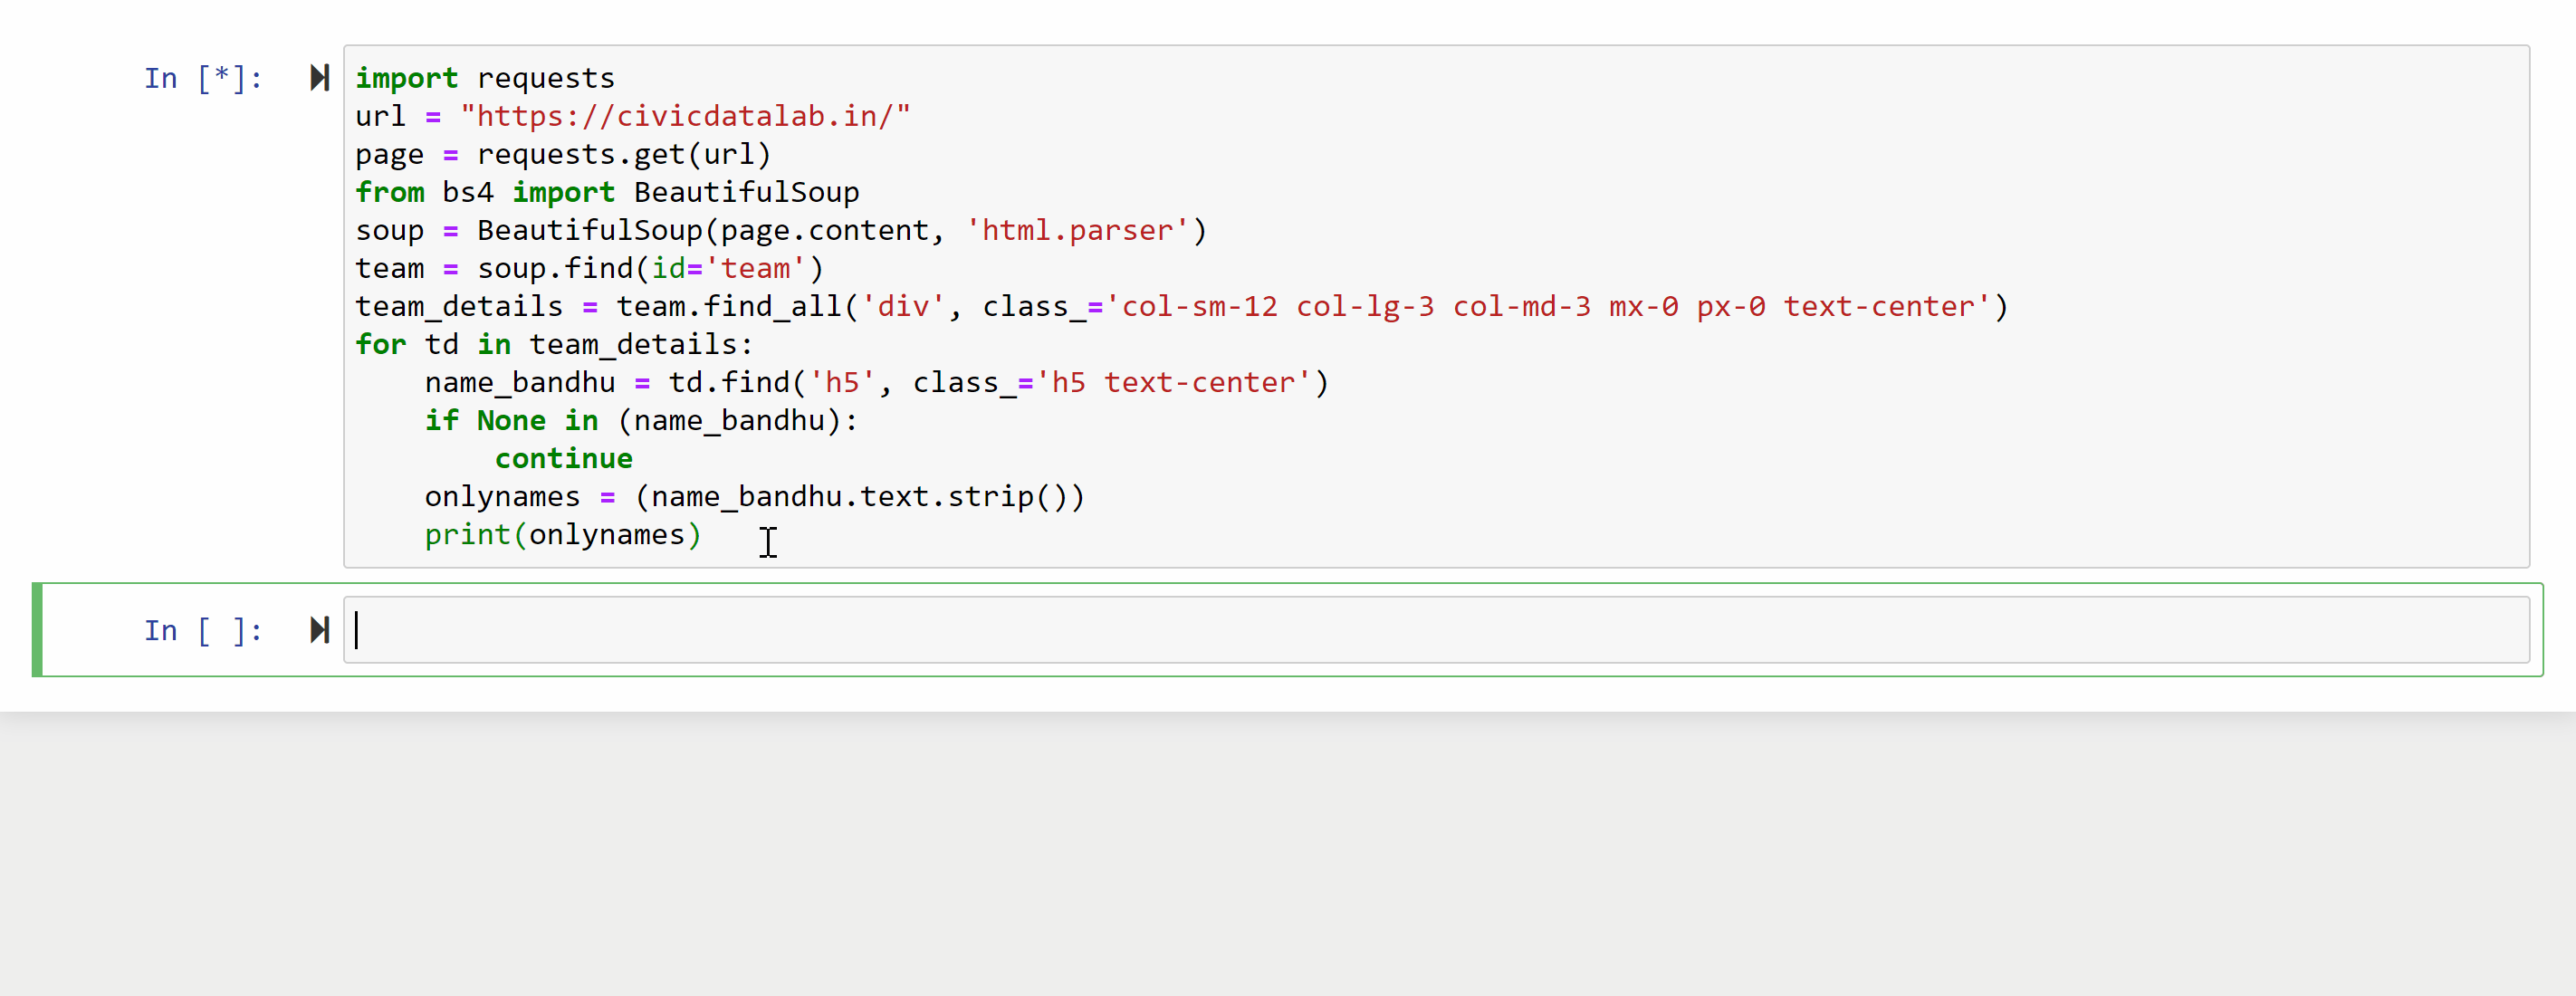 In [*]:
import requests
url = "https://civicdatalab.in/"
page = requests.get(url)
from bs4 import BeautifulSoup
soup = BeautifulSoup(page.content, 'html.parser')
team = soup.find(id='team')
team_details = team.find_all('div', class_='col-sm-12 col-lg-3 col-md-3 mx-0 px-0 text-center')
for td in team_details:
    name_bandhu = td.find('h5', class_='h5 text-center')
    if None in (name_bandhu):
        continue
    onlynames = (name_bandhu.text.strip())
    print(onlynames)
In [ ]: